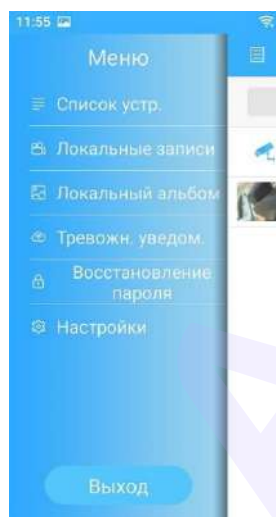 11:55
Меню
Список устр.
Локальные записи
Локальный альбом
Тревожн. уведом.
Восстановление
пароля
Настройки
Выход